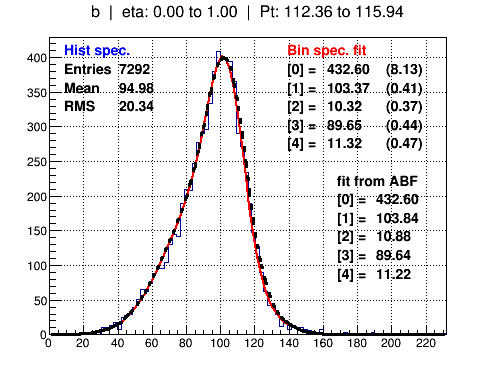 b | eta: 0.00 to 1.00 | Pt: 112.36 to 115.94
Hist spec.
Entries 7292
Mean 94.98
RMS 20.34
Bin spec. fit
[0] = 432.60 (8.13)
[1] = 103.37 (0.41)
[2] = 10.32 (0.37)
[3] = 89.65 (0.44)
[4] = 11.32 (0.47)
fit from ABF
[0] = 432.60
[1] = 103.84
[2] = 10.88
[3] = 89.64
[4] = 11.22
400
350
300
250
200
150
100
50
0
0 20 40 60 80 100 120 140 160 180 200 220